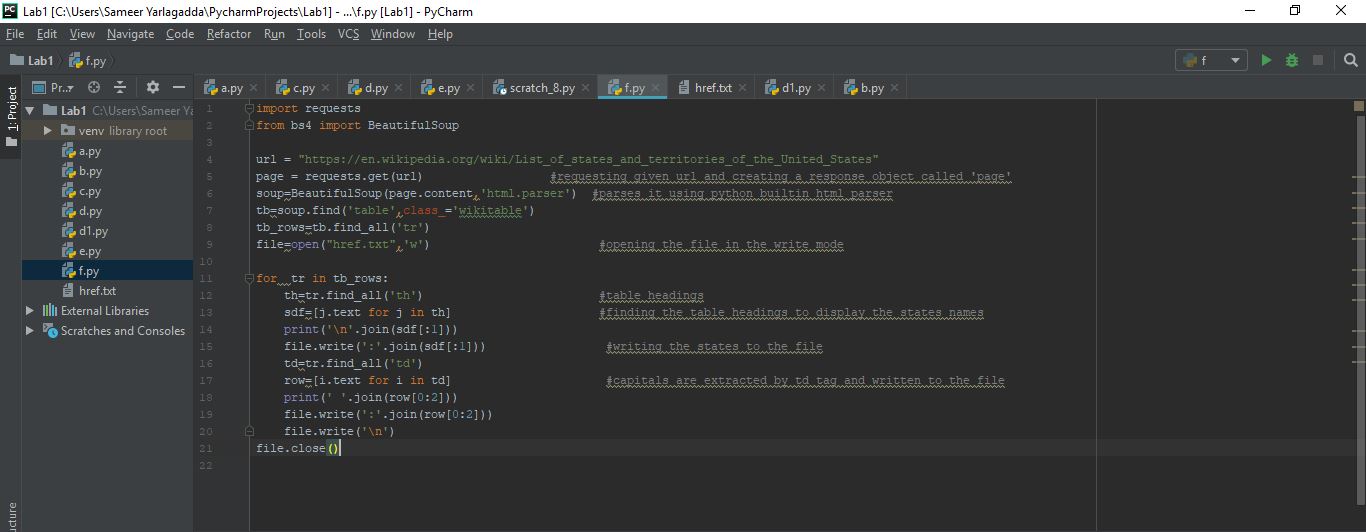 Lab1 [C:\Users\Sameer Yarlagadda\PycharmProjects\Lab1] - ...\f.py [Lab1] - PyCharm
File Edit View Navigate Code Refactor Run Tools VCS Window Help
Lab1 f.py f
1: Project
Pr...
a.py c.py d.py e.py scratch_8.py f.py href.txt d1.py b.py
Lab1 C:\Users\Sameer Ya
venv library root
a.py
b.py
c.py
d.py
d1.py
e.py
f.py
href.txt
External Libraries
Scratches and Consoles
1 import requests
2 from bs4 import BeautifulSoup
3
4 url = "https://en.wikipedia.org/wiki/List_of_states_and_territories_of_the_United_States"
5 page = requests.get(url) #requesting given url and creating a response object called 'page'
6 soup=BeautifulSoup(page.content,'html.parser') #parses it using python builtin html parser
7 tb=soup.find('table',class_='wikitable')
8 tb_rows=tb.find_all('tr')
9 file=open("href.txt",'w') #opening the file in the write mode
10
11 for  tr in tb_rows:
12     th=tr.find_all('th') #table headings
13     sdf=[j.text for j in th] #finding the table headings to display the states names
14     print('\n'.join(sdf[:1]))
15     file.write(':'.join(sdf[:1])) #writing the states to the file
16     td=tr.find_all('td')
17     row=[i.text for i in td] #capitals are extracted by td tag and written to the file
18     print(' '.join(row[0:2]))
19     file.write(':'.join(row[0:2]))
20     file.write('\n')
21 file.close()
22
ucture